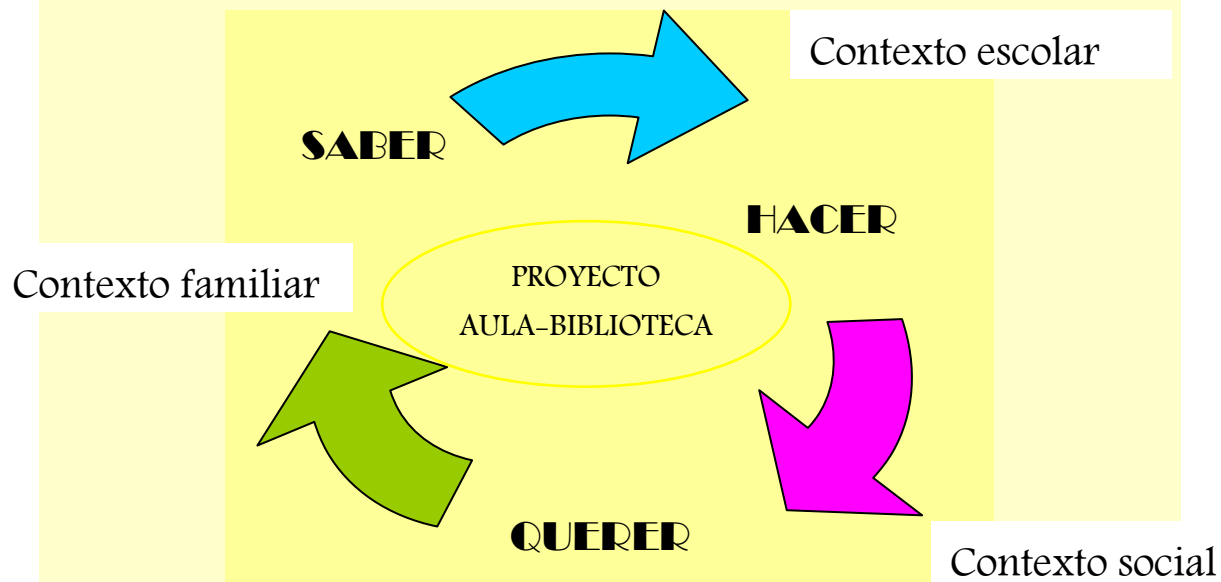 Contexto escolar
SABER
HACER
Contexto familiar
PROYECTO
AULA-BIBLIOTECA
QUERER
Contexto social